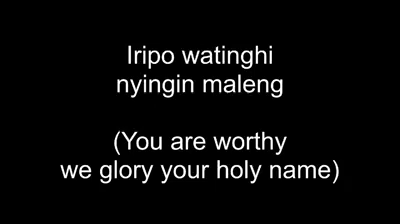 Iripo watinghi
nyingin maleng
(You are worthy
we glory your holy name)